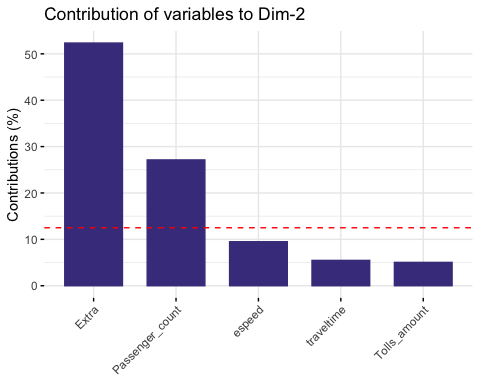 Contribution of variables to Dim-2
Contributions (%)
50
40
30
20
10
0
Extra
Passenger_count
espeed
traveltime
Tolls_amount